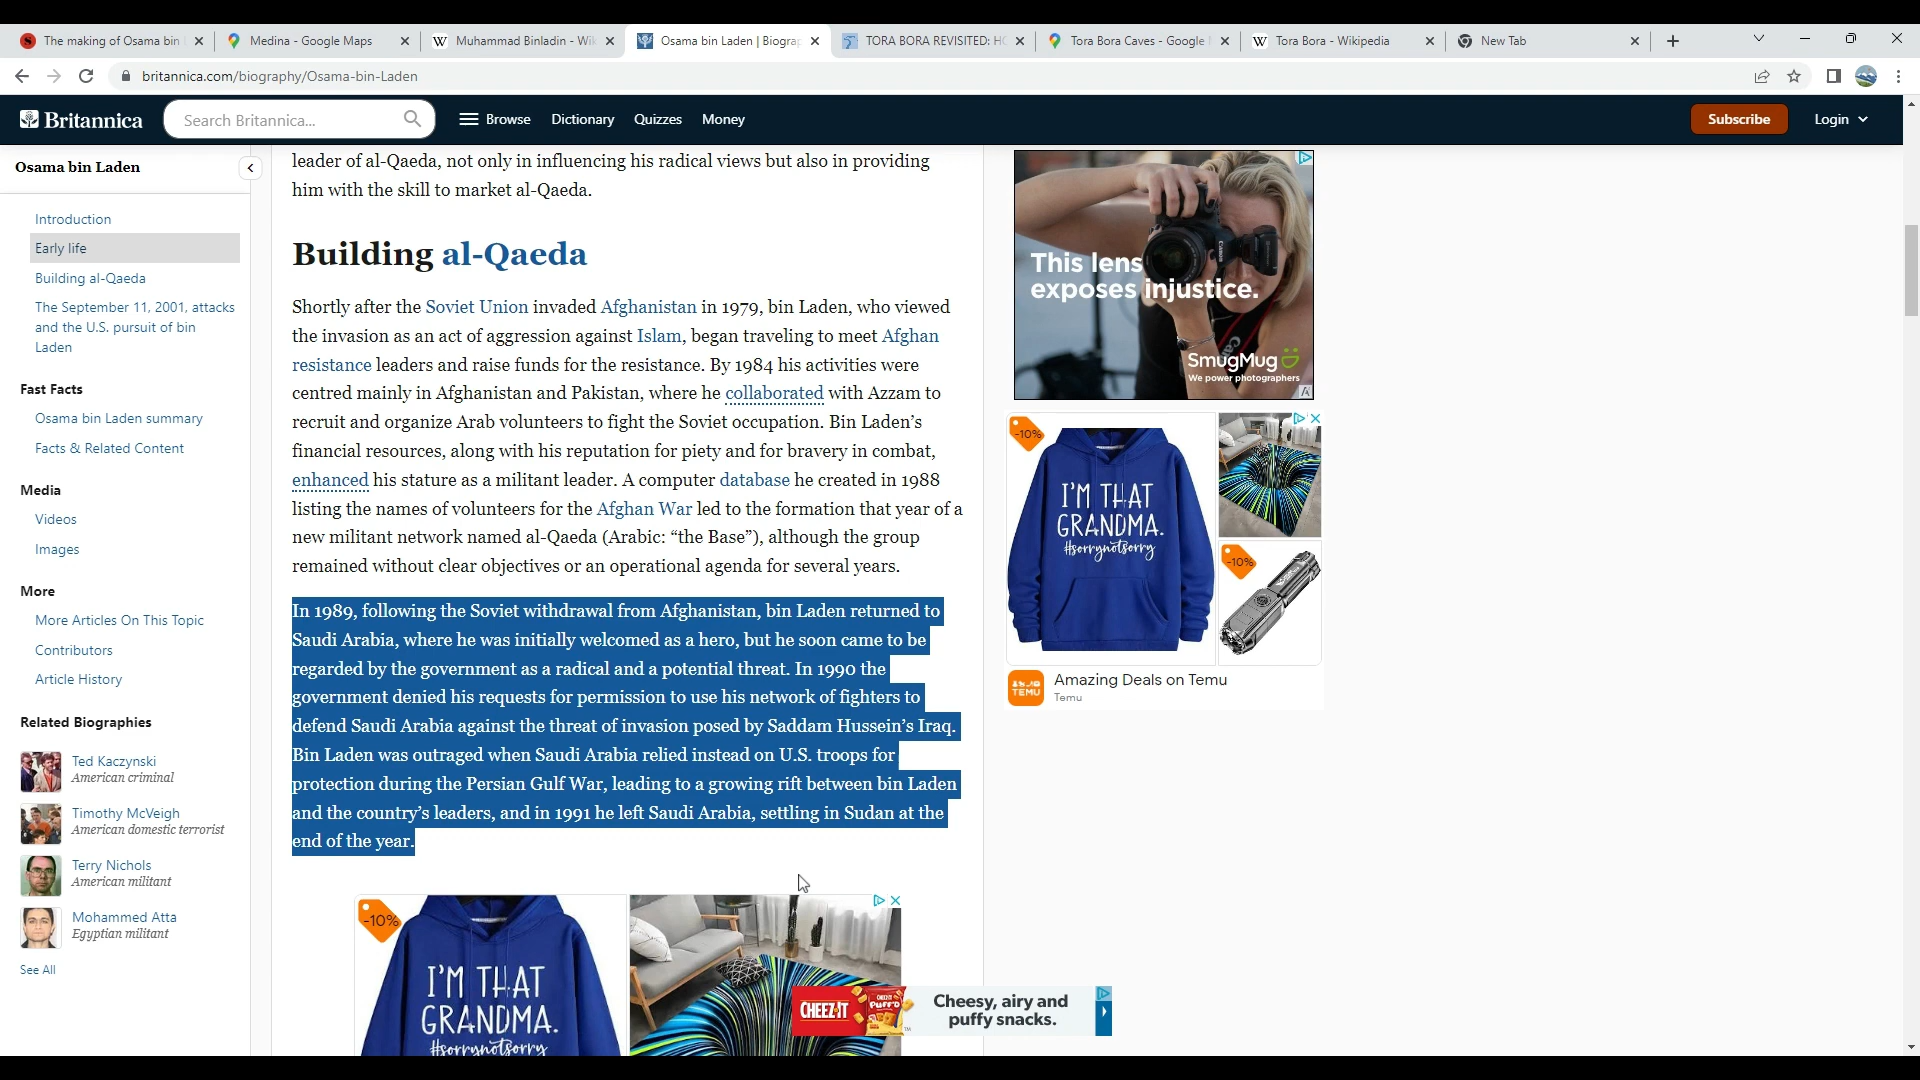 The making of Osama bin
Medina - Google Maps
Muhammad Binladin - Wik
Osama bin Laden | Biograp
TORA BORA REVISITED: HO
Tora Bora Caves - Google
Tora Bora - Wikipedia
New Tab
britannica.com/biography/Osama-bin-Laden
Britannica
Search Britannica...
Browse
Dictionary
Quizzes
Money
Subscribe
Login
Osama bin Laden
Introduction
Early life
Building al-Qaeda
The September 11, 2001, attacks
and the U.S. pursuit of bin
Laden
Fast Facts
Osama bin Laden summary
Facts & Related Content
Media
Videos
Images
More
More Articles On This Topic
Contributors
Article History
Related Biographies
Ted Kaczynski
American criminal
Timothy McVeigh
American domestic terrorist
Terry Nichols
American militant
Mohammed Atta
Egyptian militant
See All
leader of al-Qaeda, not only in influencing his radical views but also in providing
him with the skill to market al-Qaeda.
Building al-Qaeda
Shortly after the Soviet Union invaded Afghanistan in 1979, bin Laden, who viewed
the invasion as an act of aggression against Islam, began traveling to meet Afghan
resistance leaders and raise funds for the resistance. By 1984 his activities were
centred mainly in Afghanistan and Pakistan, where he collaborated with Azzam to
recruit and organize Arab volunteers to fight the Soviet occupation. Bin Laden’s
financial resources, along with his reputation for piety and for bravery in combat,
enhanced his stature as a militant leader. A computer database he created in 1988
listing the names of volunteers for the Afghan War led to the formation that year of a
new militant network named al-Qaeda (Arabic: “the Base”), although the group
remained without clear objectives or an operational agenda for several years.
In 1989, following the Soviet withdrawal from Afghanistan, bin Laden returned to
Saudi Arabia, where he was initially welcomed as a hero, but he soon came to be
regarded by the government as a radical and a potential threat. In 1990 the
government denied his requests for permission to use his network of fighters to
defend Saudi Arabia against the threat of invasion posed by Saddam Hussein’s Iraq.
Bin Laden was outraged when Saudi Arabia relied instead on U.S. troops for
protection during the Persian Gulf War, leading to a growing rift between bin Laden
and the country’s leaders, and in 1991 he left Saudi Arabia, settling in Sudan at the
end of the year.
-10%
I'M THAT
GRANDMA.
#sorrynotsorry
CHEEZ-IT
CHEEZ-IT
PUFF'D
Cheesy, airy and
puffy snacks.
This lens
exposes injustice.
SmugMug
We power photographers
-10%
I'M THAT
GRANDMA.
#sorrynotsorry
-10%
TEMU
Amazing Deals on Temu
Temu